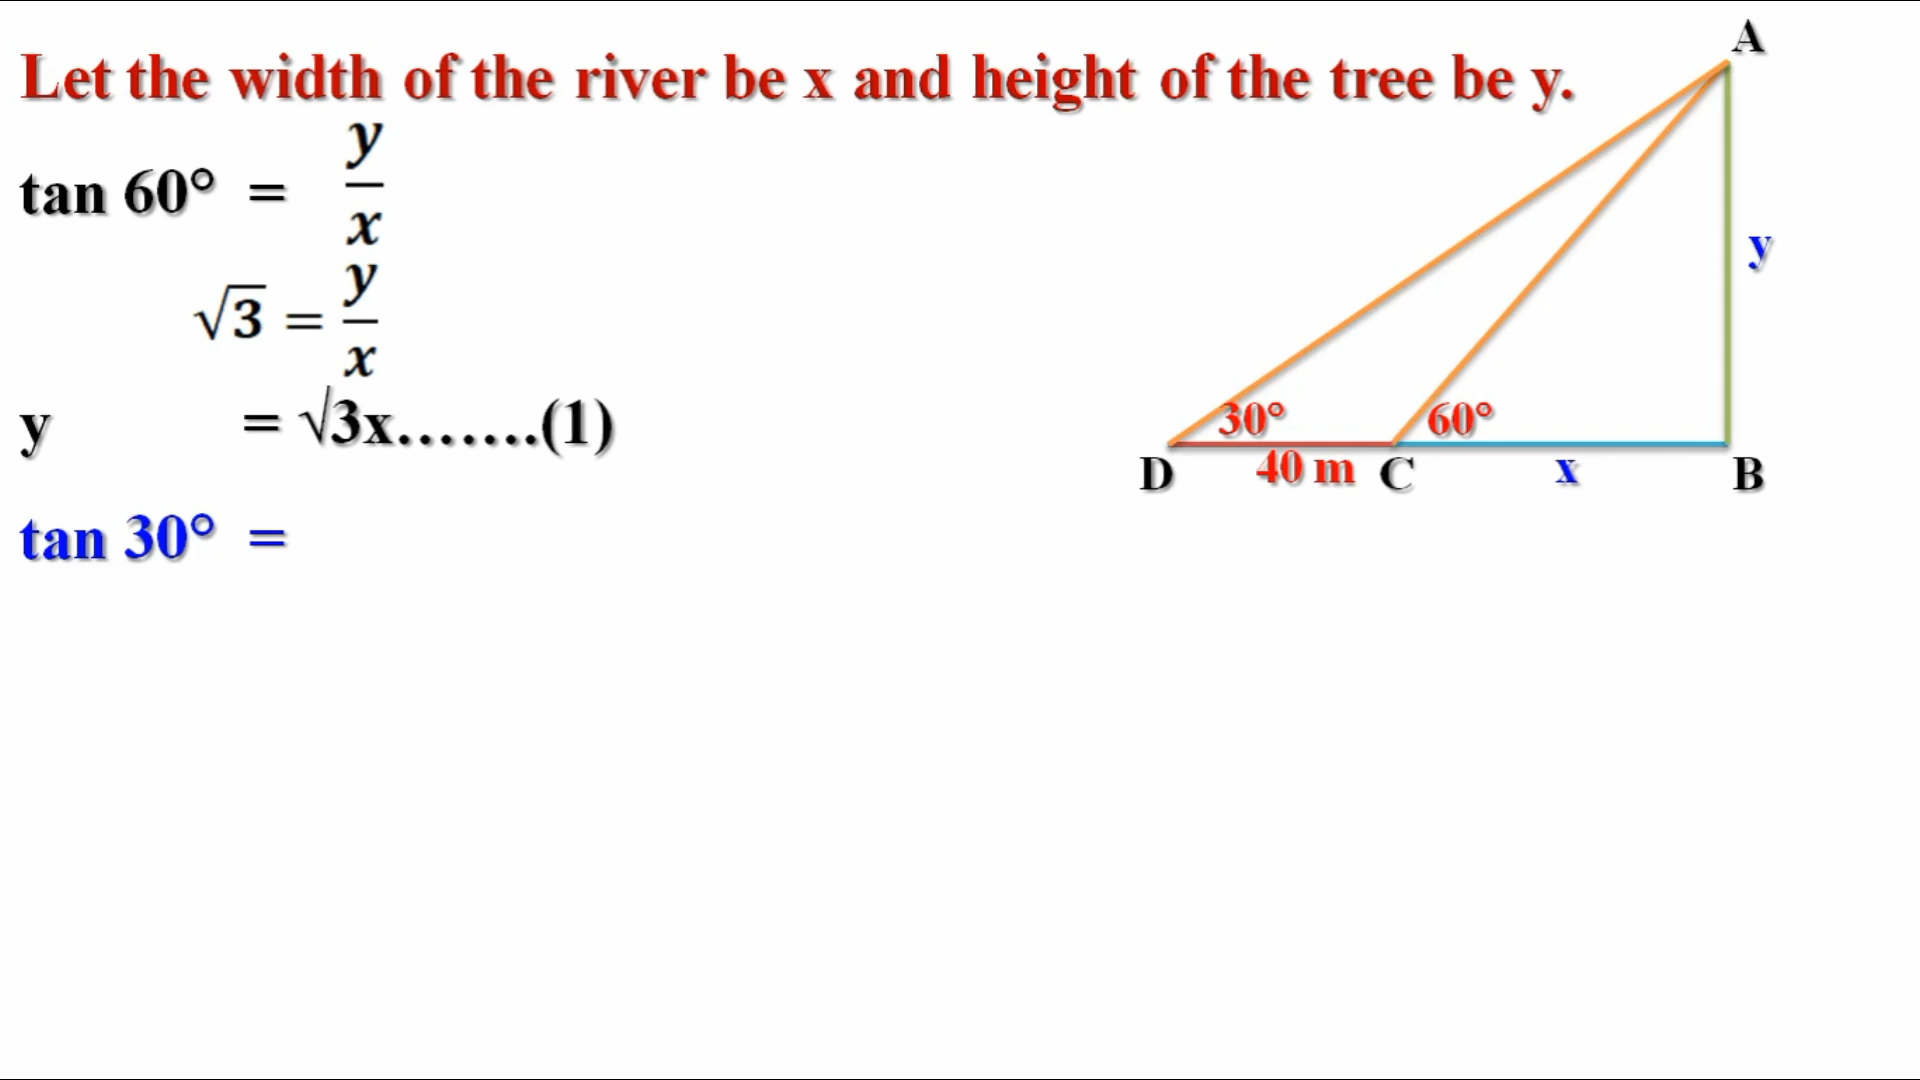 Let the width of the river be x and height of the tree be y.
tan 60° = y/x
√3 = y/x
y = √3x.......(1)
tan 30° =
A
y
30°
60°
D
40 m
C
x
B